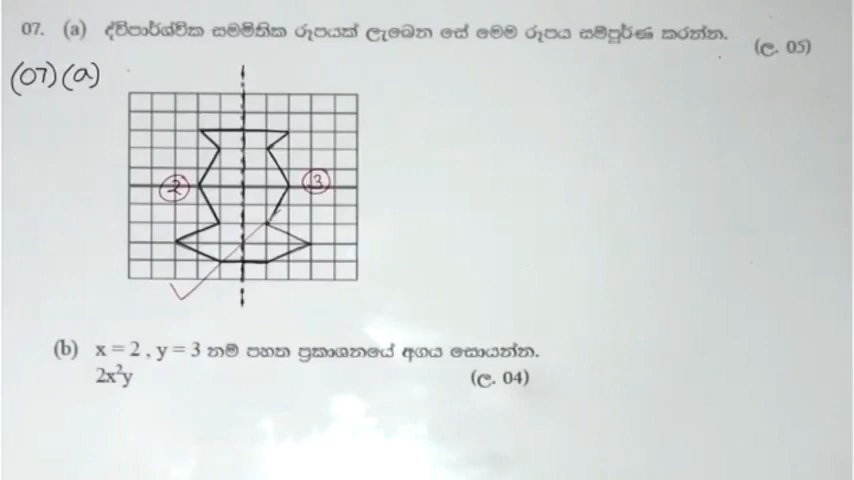 07. (a) ද්විපාර්ශ්වික සමමිතික රූපයක් ලැබෙන සේ මෙම රූපය සම්පූර්ණ කරන්න.
(ල. 05)
(07) (a)
2 3
(b) x = 2 , y = 3 නම් පහත ප්‍රකාශනයේ අගය සොයන්න.
2x²y (ල. 04)